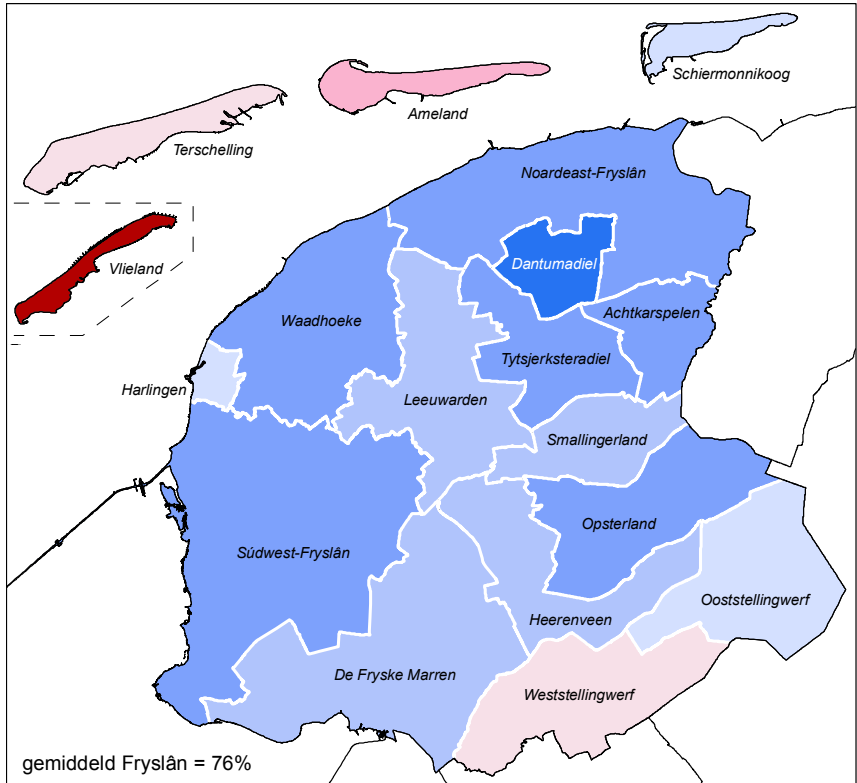 Schiermonnikoog
Ameland
Terschelling
Noardeast-Fryslân
Vlieland
Dantumadiel
Achtkarspelen
Waadhoeke
Tytsjerksteradiel
Harlingen
Leeuwarden
Smallingerland
Opsterland
Súdwest-Fryslân
Ooststellingwerf
Heerenveen
De Fryske Marren
Weststellingwerf
gemiddeld Fryslân = 76%